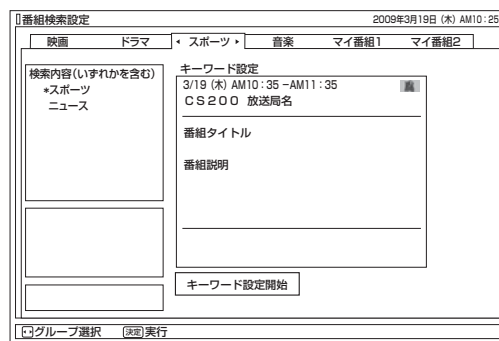 番組検索設定 2009年3月19日（木）AM10:25
映画 ドラマ スポーツ 音楽 マイ番組1 マイ番組2
検索内容（いずれかを含む）
*スポーツ
ニュース
キーワード設定
3/19（木）AM10:35－AM11:35
CS200 放送局名
番組タイトル
番組説明
キーワード設定開始
グループ選択 決定 実行